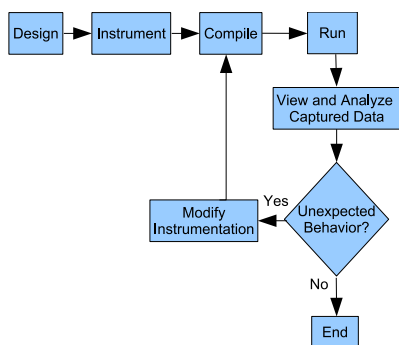 Design
Instrument
Compile
Run
View and Analyze
Captured Data
Unexpected
Behavior?
Yes
Modify
Instrumentation
No
End